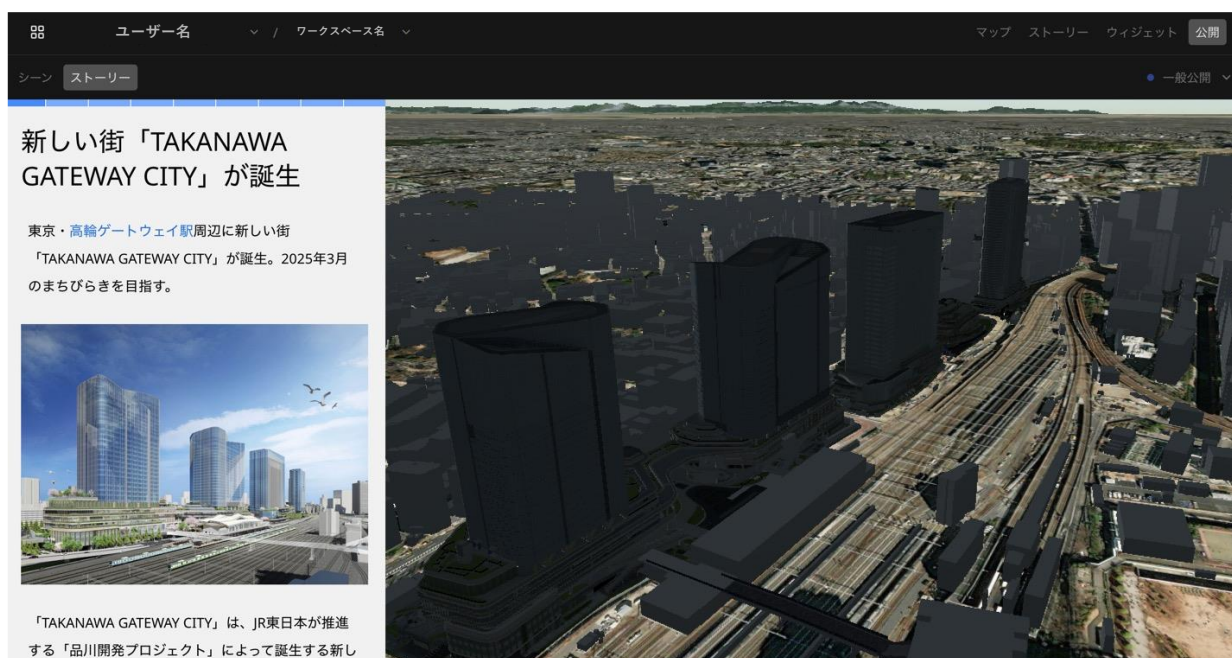 ユーザー名 / ワークスペース名
マップ ストーリー ウィジェット 公開
シーン ストーリー
一般公開
新しい街「TAKANAWA
GATEWAY CITY」が誕生
東京・高輪ゲートウェイ駅周辺に新しい街
「TAKANAWA GATEWAY CITY」が誕生。2025年3月
のまちびらきを目指す。
「TAKANAWA GATEWAY CITY」は、JR東日本が推進
する「品川開発プロジェクト」によって誕生する新し